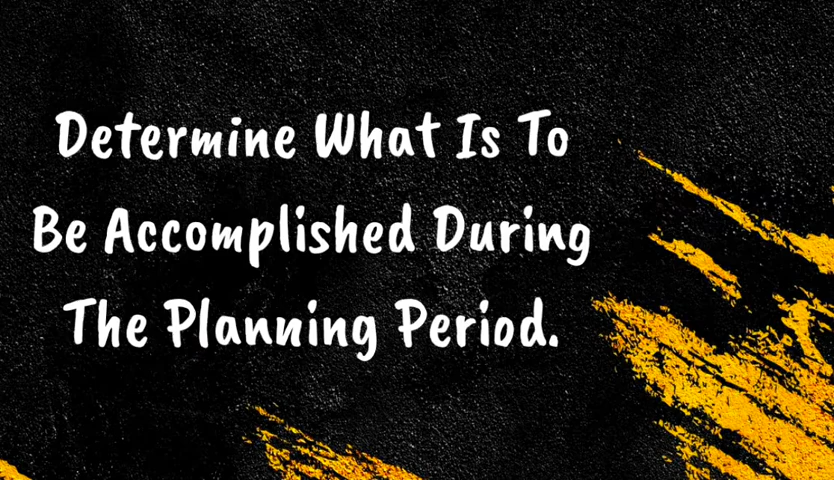 Determine What Is To
Be Accomplished During
The Planning Period.